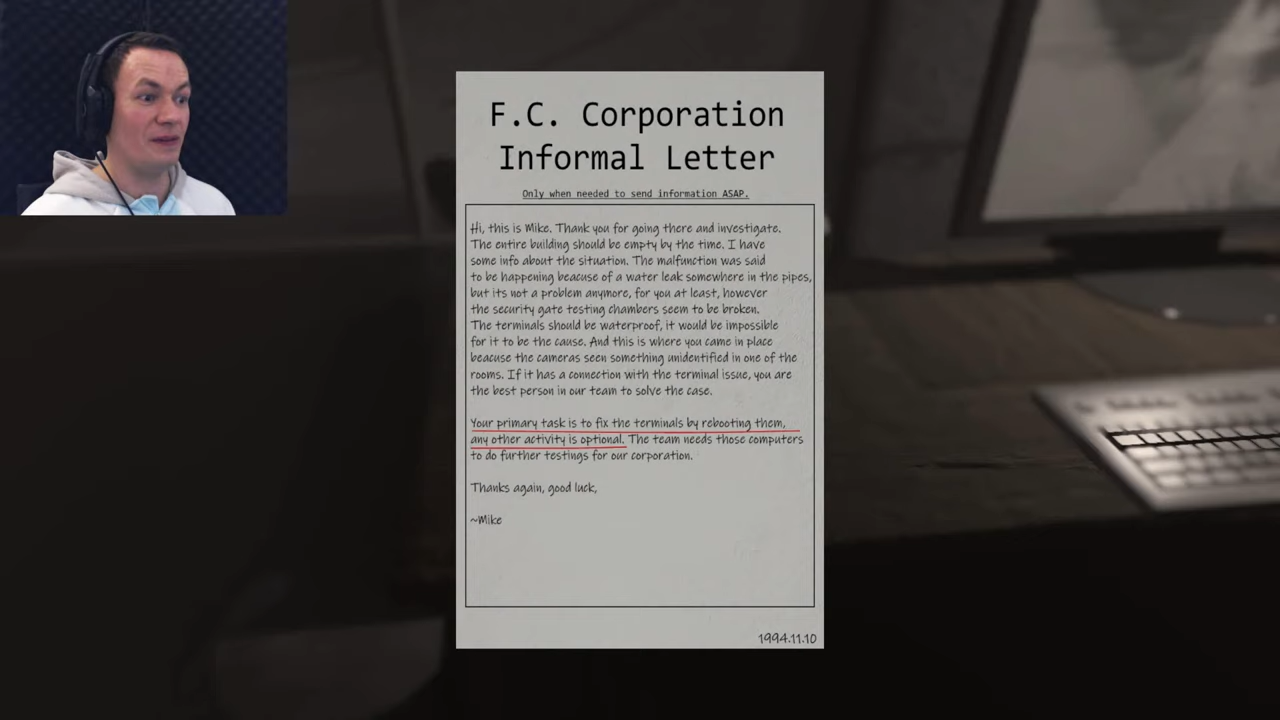 F.C. Corporation
Informal Letter
Only when needed to send information ASAP.
Hi, this is Mike. Thank you for going there and investigate.
The entire building should be empty by the time. I have
some info about the situation. The malfunction was said
to be happening beacuse of a water leak somewhere in the pipes,
but its not a problem anymore, for you at least, however
the security gate testing chambers seem to be broken.
The terminals should be waterproof, it would be impossible
for it to be the cause. And this is where you came in place
beacuse the cameras seen something unidentified in one of the
rooms. If it has a connection with the terminal issue, you are
the best person in our team to solve the case.
Your primary task is to fix the terminals by rebooting them,
any other activity is optional. The team needs those computers
to do further testings for our corporation.
Thanks again, good luck,
~Mike
1994.11.10